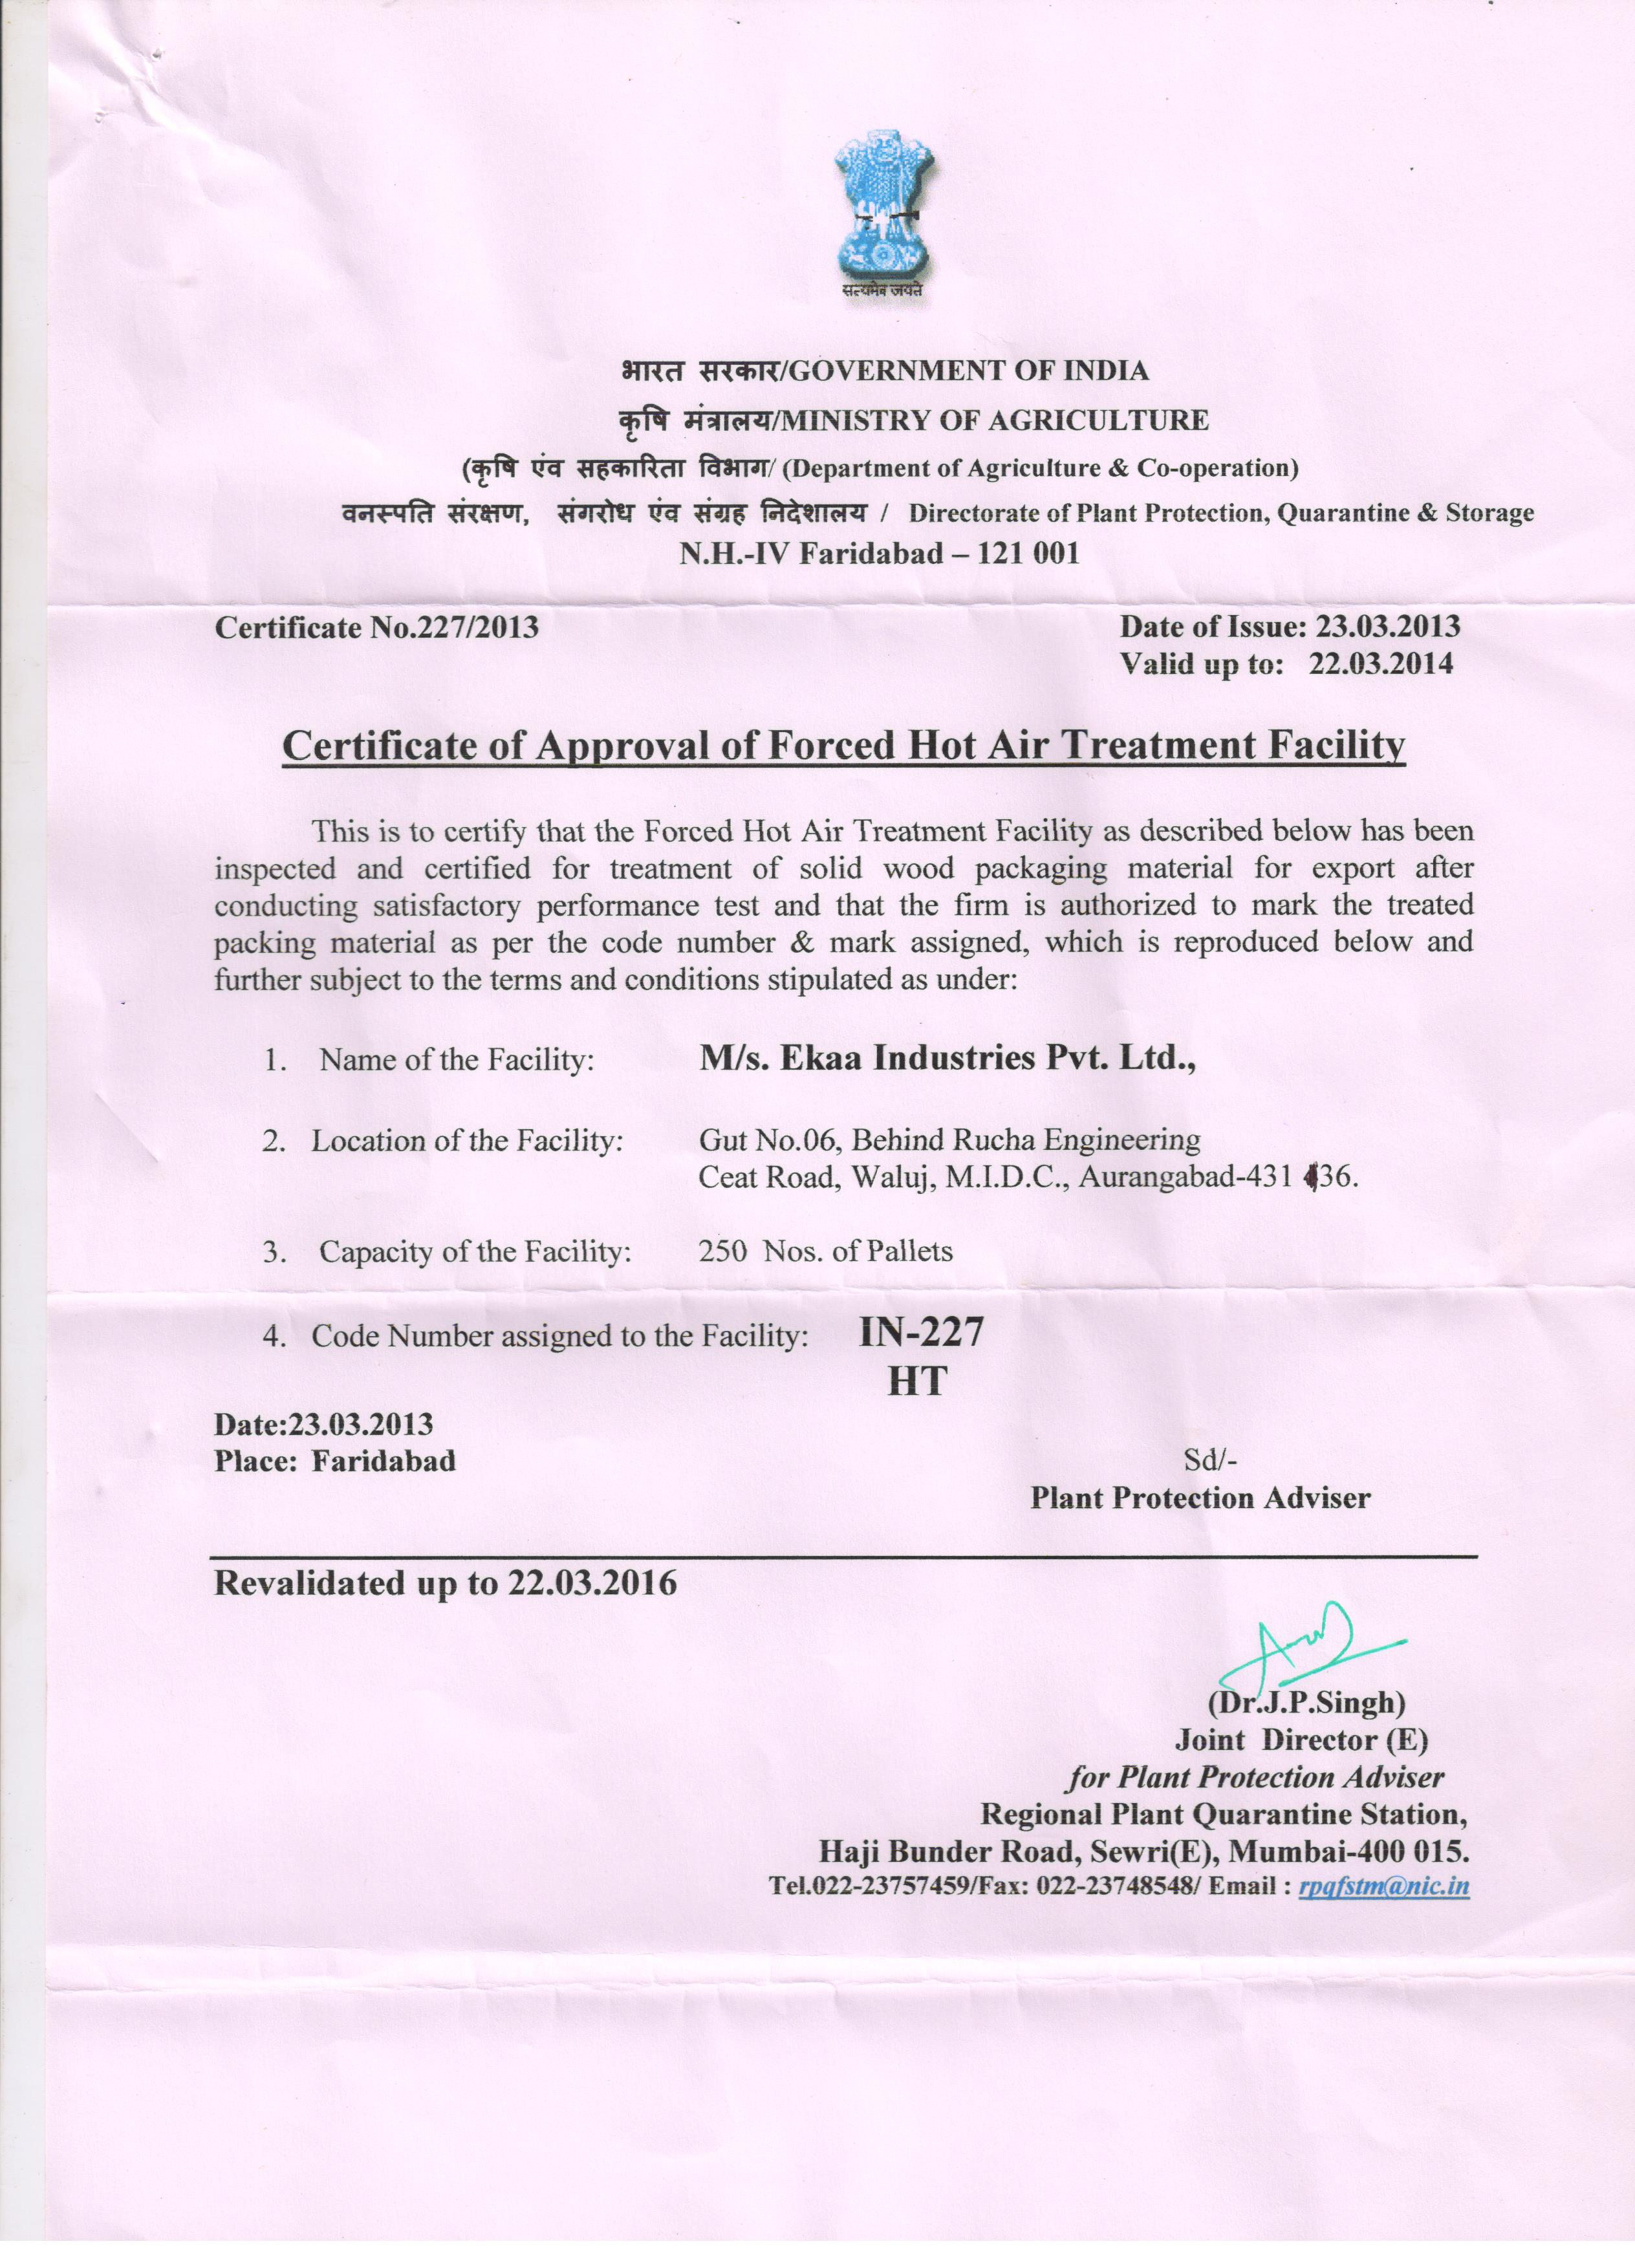 सत्यमेव जयते
भारत सरकार/GOVERNMENT OF INDIA
कृषि मंत्रालय/MINISTRY OF AGRICULTURE
(कृषि एंव सहकारिता विभाग/ (Department of Agriculture & Co-operation)
वनस्पति संरक्षण, संगरोध एंव संग्रह निदेशालय / Directorate of Plant Protection, Quarantine & Storage
N.H.-IV Faridabad – 121 001
Certificate No.227/2013 Date of Issue: 23.03.2013
Valid up to: 22.03.2014
Certificate of Approval of Forced Hot Air Treatment Facility
This is to certify that the Forced Hot Air Treatment Facility as described below has been
inspected and certified for treatment of solid wood packaging material for export after
conducting satisfactory performance test and that the firm is authorized to mark the treated
packing material as per the code number & mark assigned, which is reproduced below and
further subject to the terms and conditions stipulated as under:
1. Name of the Facility: M/s. Ekaa Industries Pvt. Ltd.,
2. Location of the Facility: Gut No.06, Behind Rucha Engineering
Ceat Road, Waluj, M.I.D.C., Aurangabad-431 36.
3. Capacity of the Facility: 250 Nos. of Pallets
4. Code Number assigned to the Facility: IN-227
HT
Date:23.03.2013
Place: Faridabad
Sd/-
Plant Protection Adviser
Revalidated up to 22.03.2016
(Dr.J.P.Singh)
Joint Director (E)
for Plant Protection Adviser
Regional Plant Quarantine Station,
Haji Bunder Road, Sewri(E), Mumbai-400 015.
Tel.022-23757459/Fax: 022-23748548/ Email : rpqfstm@nic.in